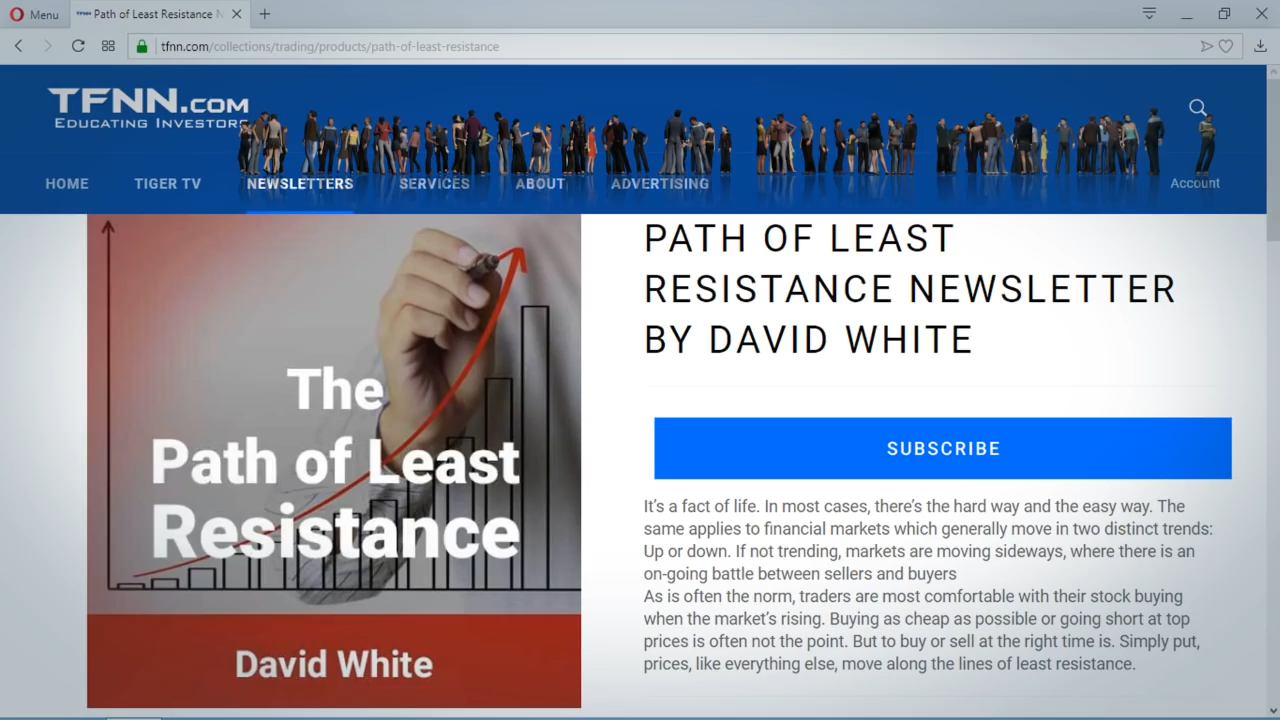 Menu
Path of Least Resistance
tfnn.com/collections/trading/products/path-of-least-resistance
TFNN.COM
EDUCATING INVESTORS
HOME TIGER TV NEWSLETTERS SERVICES ABOUT ADVERTISING Account
The
Path of Least
Resistance
David White
PATH OF LEAST
RESISTANCE NEWSLETTER
BY DAVID WHITE
SUBSCRIBE
It’s a fact of life. In most cases, there’s the hard way and the easy way. The
same applies to financial markets which generally move in two distinct trends:
Up or down. If not trending, markets are moving sideways, where there is an
on-going battle between sellers and buyers
As is often the norm, traders are most comfortable with their stock buying
when the market’s rising. Buying as cheap as possible or going short at top
prices is often not the point. But to buy or sell at the right time is. Simply put,
prices, like everything else, move along the lines of least resistance.